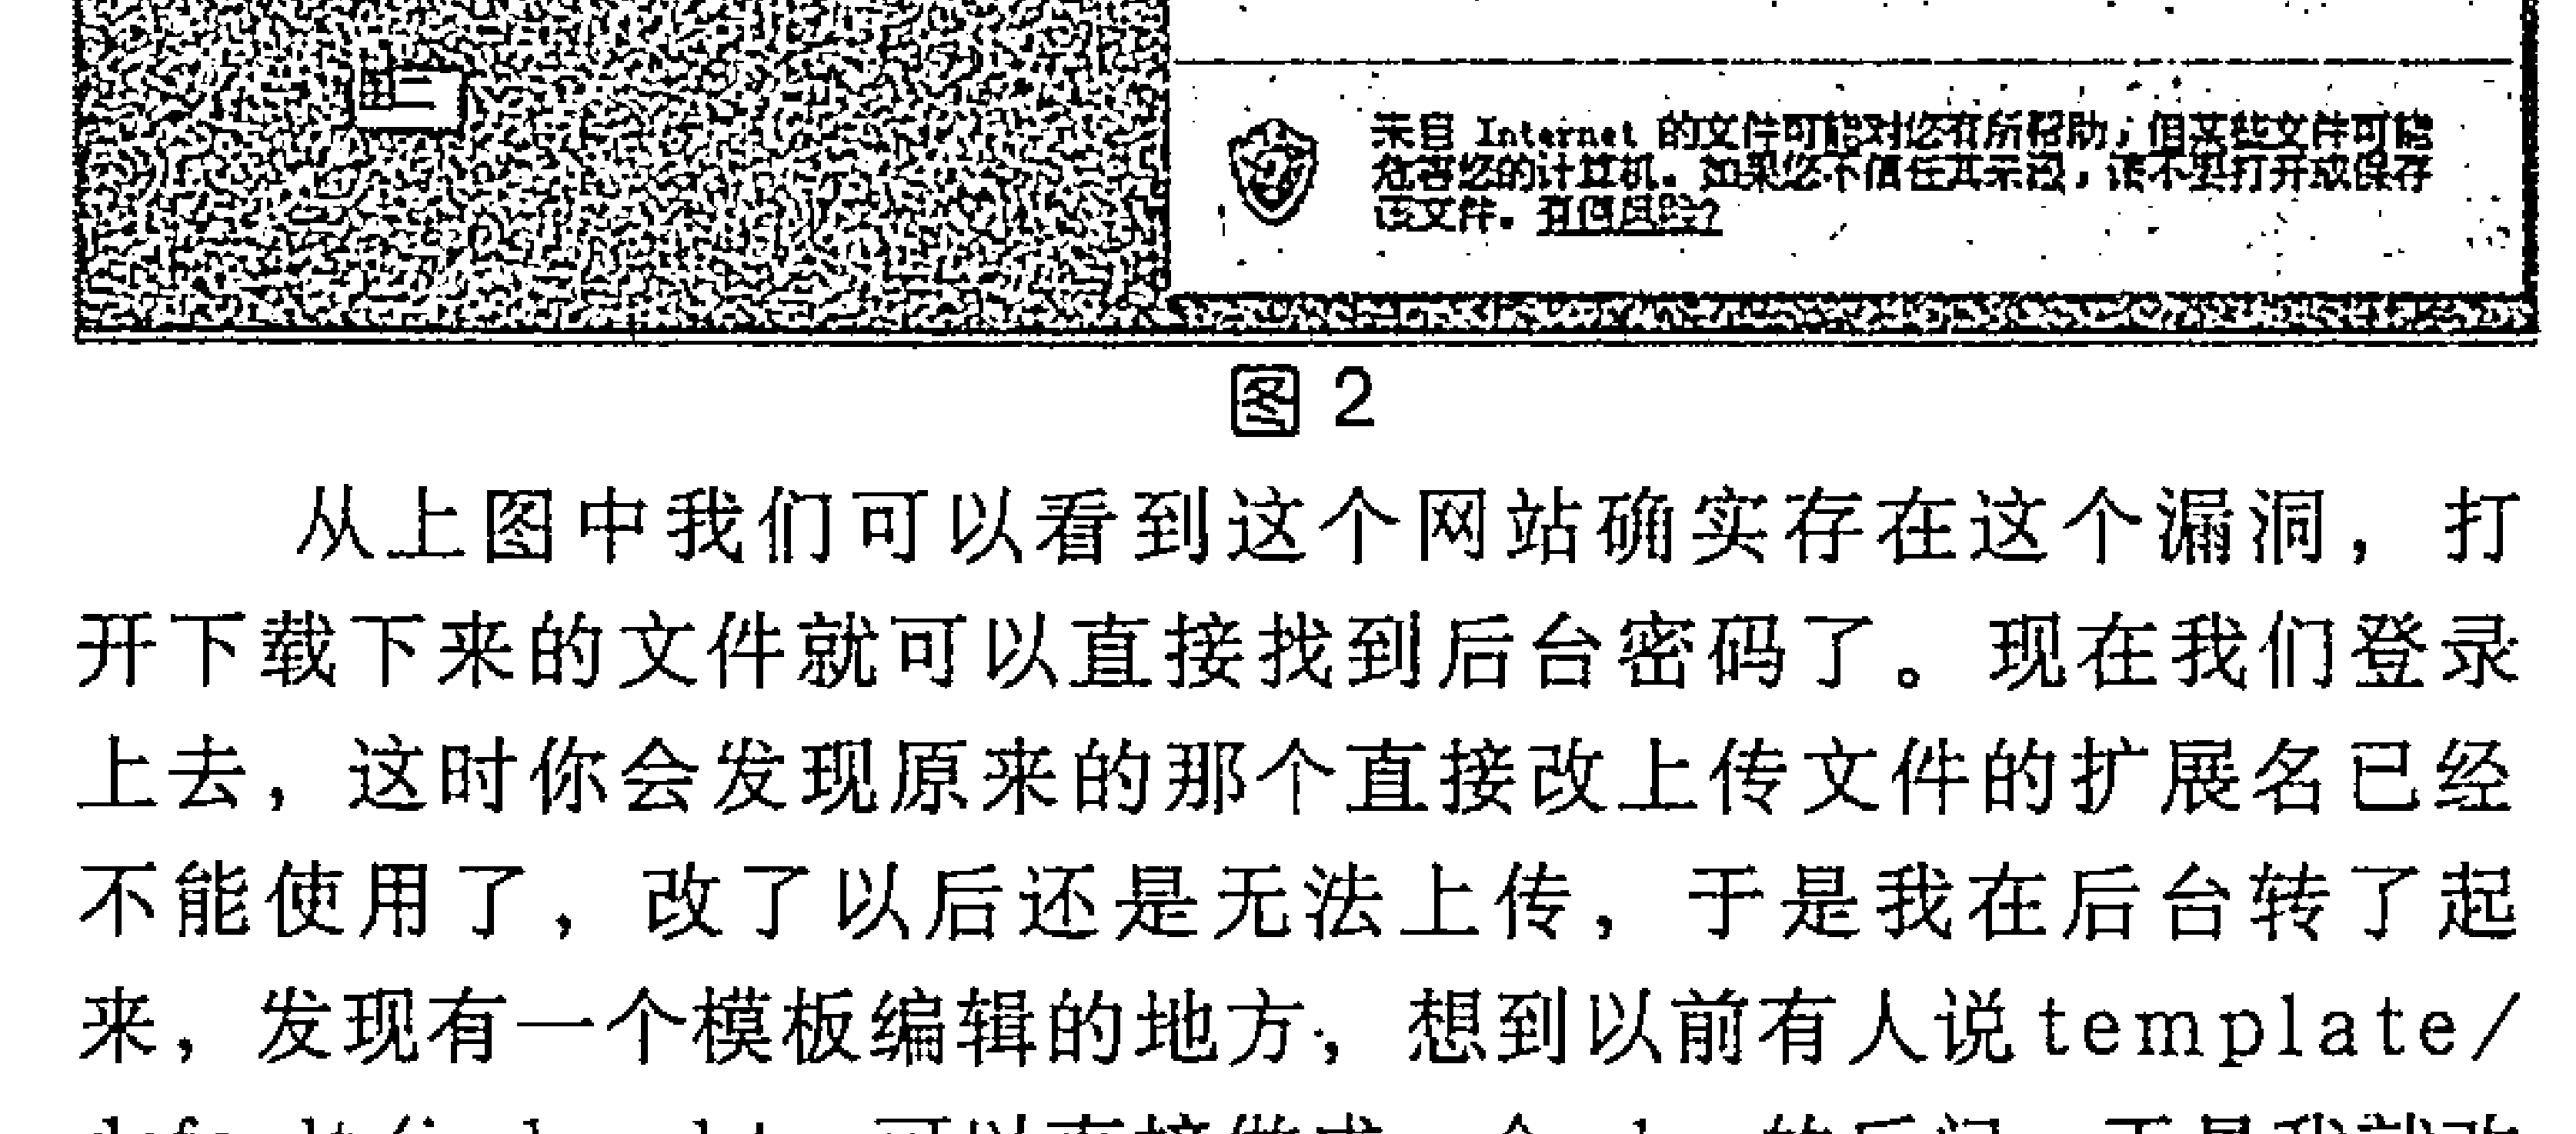 来自 Internet 的文件可能对您有所帮助，但某些文件可能
危害您的计算机。如果您不信任其来源，请不要打开或保存
该文件。有何风险?
图 2
从上图中我们可以看到这个网站确实存在这个漏洞，打
开下载下来的文件就可以直接找到后台密码了。现在我们登录
上去，这时你会发现原来的那个直接改上传文件的扩展名已经
不能使用了，改了以后还是无法上传，于是我在后台转了起
来，发现有一个模板编辑的地方，想到以前有人说template/